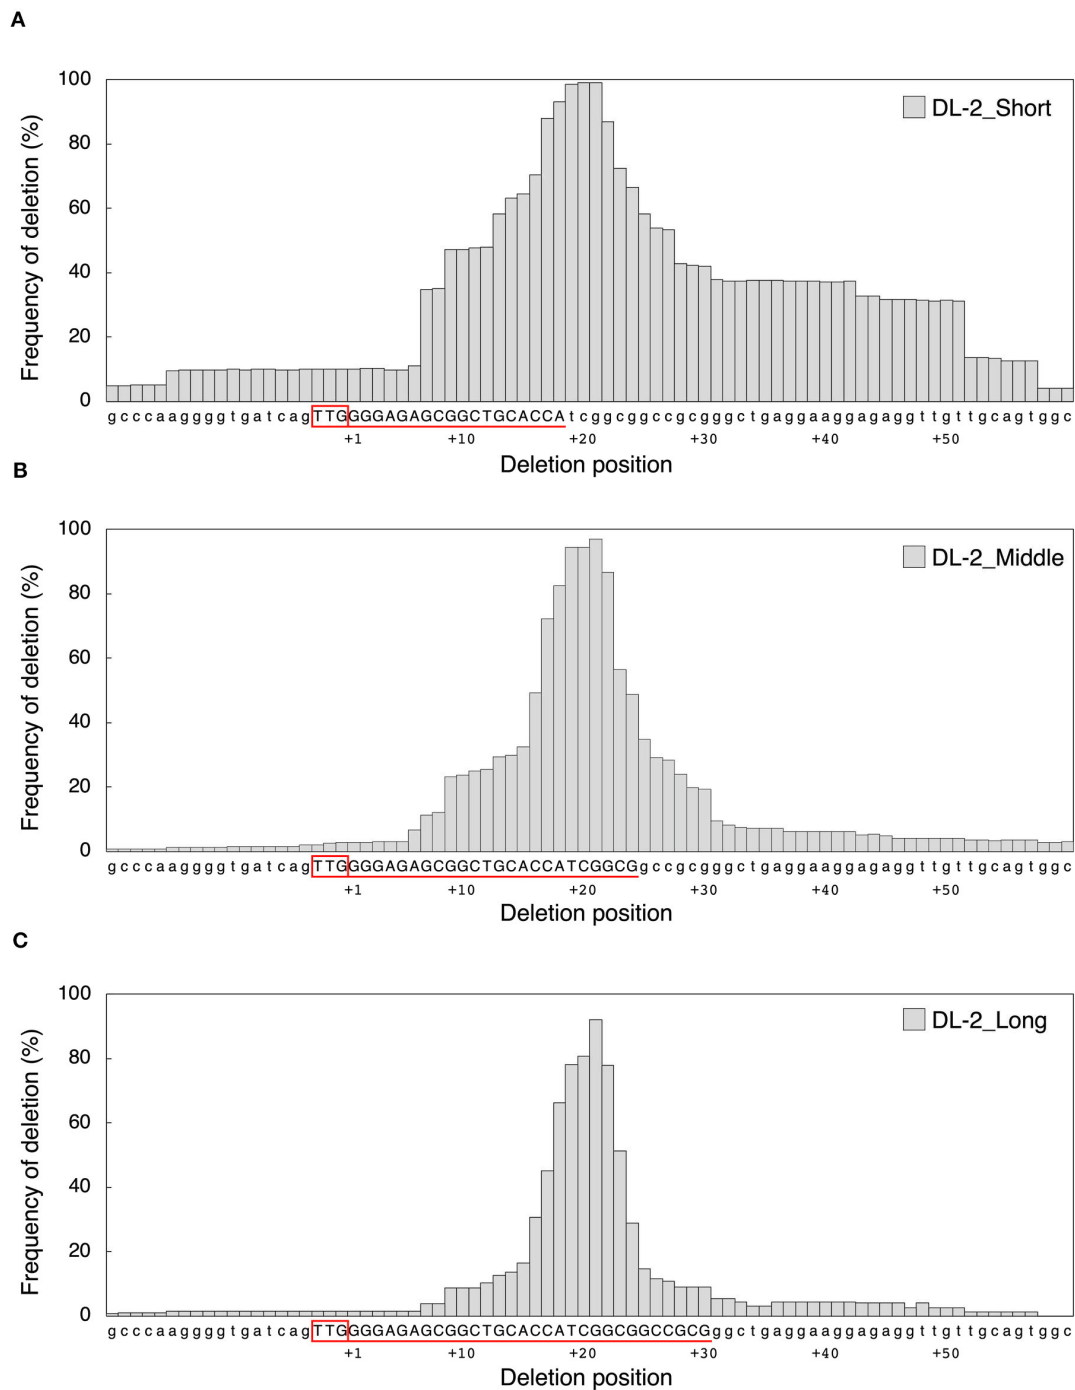 A
100
80
60
40
20
0
Frequency of deletion (%)
DL-2_Short
gcccaaggggtgatcagTTGGGGAGAGCGGCTGCACCAtcggcggccgcgggctgaggaaggagaggttgttgcagtggc
+1 +10 +20 +30 +40 +50
Deletion position
B
100
80
60
40
20
0
Frequency of deletion (%)
DL-2_Middle
gcccaaggggtgatcagTTGGGGAGAGCGGCTGCACCATCGGCGgccgcgggctgaggaaggagaggttgttgcagtggc
+1 +10 +20 +30 +40 +50
Deletion position
C
100
80
60
40
20
0
Frequency of deletion (%)
DL-2_Long
gcccaaggggtgatcagTTGGGGAGAGCGGCTGCACCATCGGCGGCCGCGggctgaggaaggagaggttgttgcagtggc
+1 +10 +20 +30 +40 +50
Deletion position